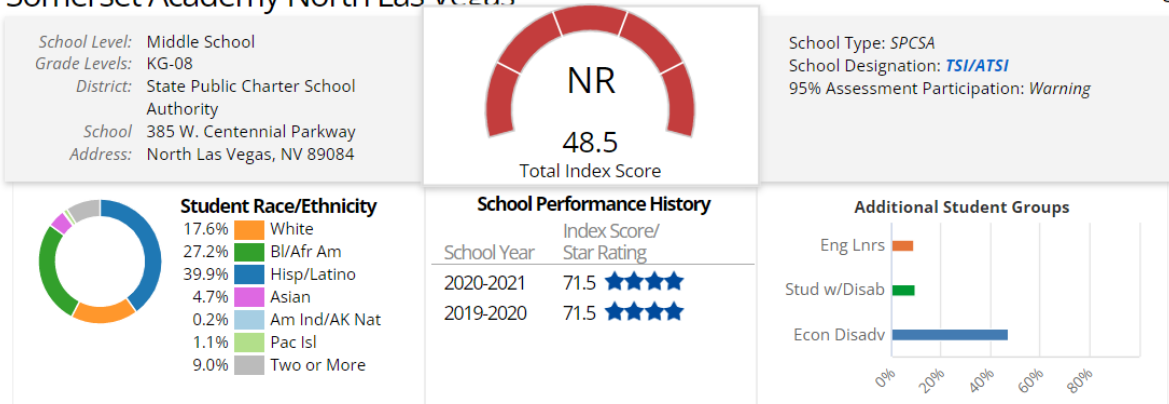 Somerset Academy North Las Vegas
School Level: Middle School
Grade Levels: KG-08
District: State Public Charter School
Authority
School 385 W. Centennial Parkway
Address: North Las Vegas, NV 89084
NR
48.5
Total Index Score
School Type: SPCSA
School Designation: TSI/ATSI
95% Assessment Participation: Warning
Student Race/Ethnicity
17.6% White
27.2% Bl/Afr Am
39.9% Hisp/Latino
4.7% Asian
0.2% Am Ind/AK Nat
1.1% Pac Isl
9.0% Two or More
School Performance History
Index Score/
School Year Star Rating
2020-2021 71.5
2019-2020 71.5
Additional Student Groups
Eng Lnrs
Stud w/Disab
Econ Disadv
0% 20% 40% 60% 80%